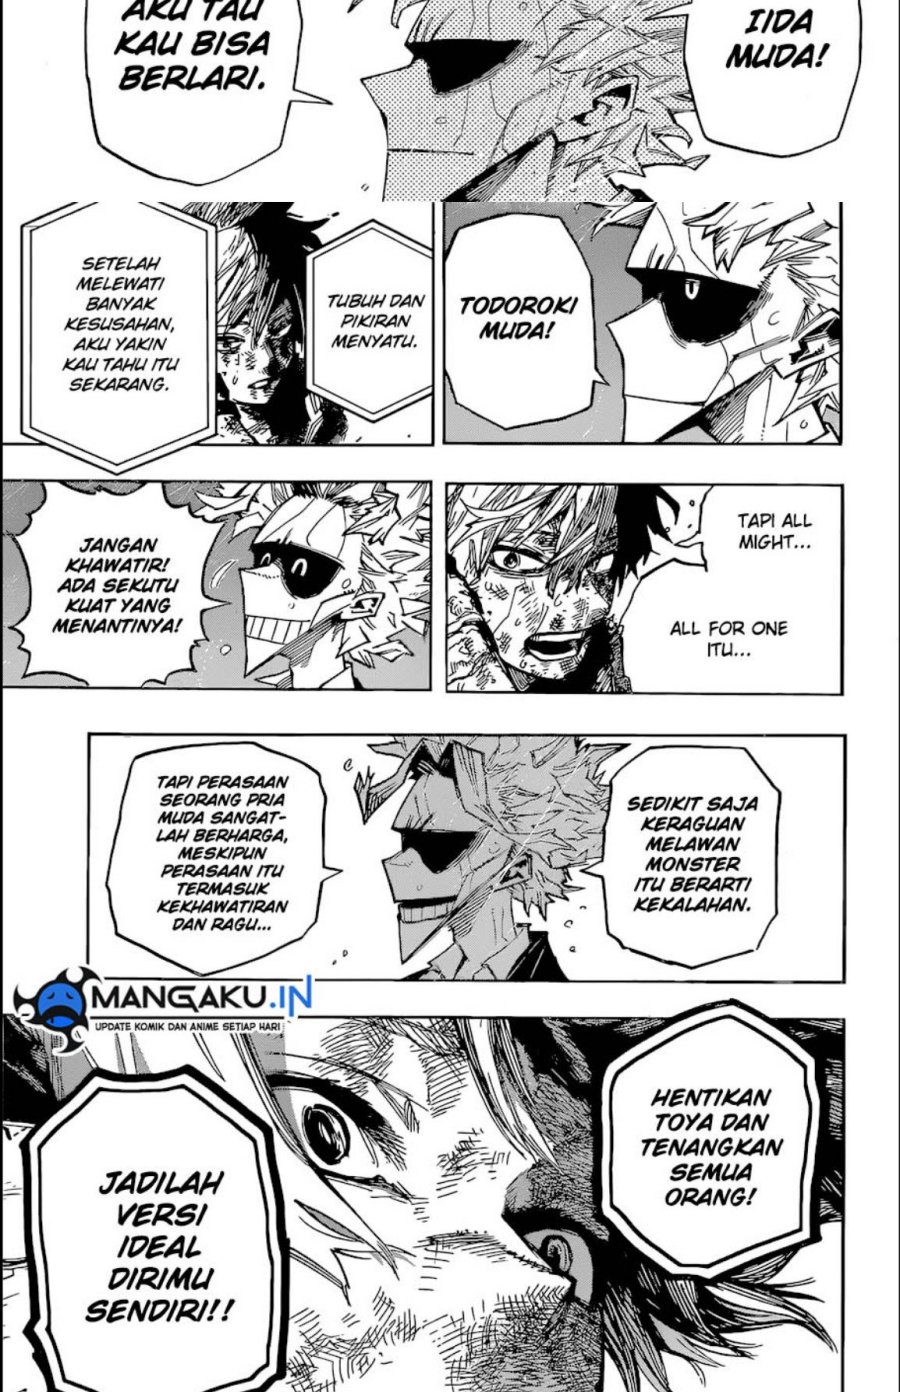 IIDA
MUDA!
AKU TAU
KAU BISA
BERLARI.
TODOROKI
MUDA!
TUBUH DAN
PIKIRAN
MENYATU.
SETELAH
MELEWATI
BANYAK
KESUSAHAN,
AKU YAKIN
KAU TAHU ITU
SEKARANG.
TAPI ALL
MIGHT...
ALL FOR ONE
ITU...
JANGAN
KHAWATIR!
ADA SEKUTU
KUAT YANG
MENANTINYA!
SEDIKIT SAJA
KERAGUAN
MELAWAN
MONSTER
ITU BERARTI
KEKALAHAN.
TAPI PERASAAN
SEORANG PRIA
MUDA SANGAT-
LAH BERHARGA,
MESKIPUN
PERASAAN ITU
TERMASUK
KEKHAWATIRAN
DAN RAGU...
MANGAKU.IN
UPDATE KOMIK DAN ANIME SETIAP HARI
HENTIKAN
TOYA DAN
TENANGKAN
SEMUA
ORANG!
JADILAH
VERSI
IDEAL
DIRIMU
SENDIRI!!